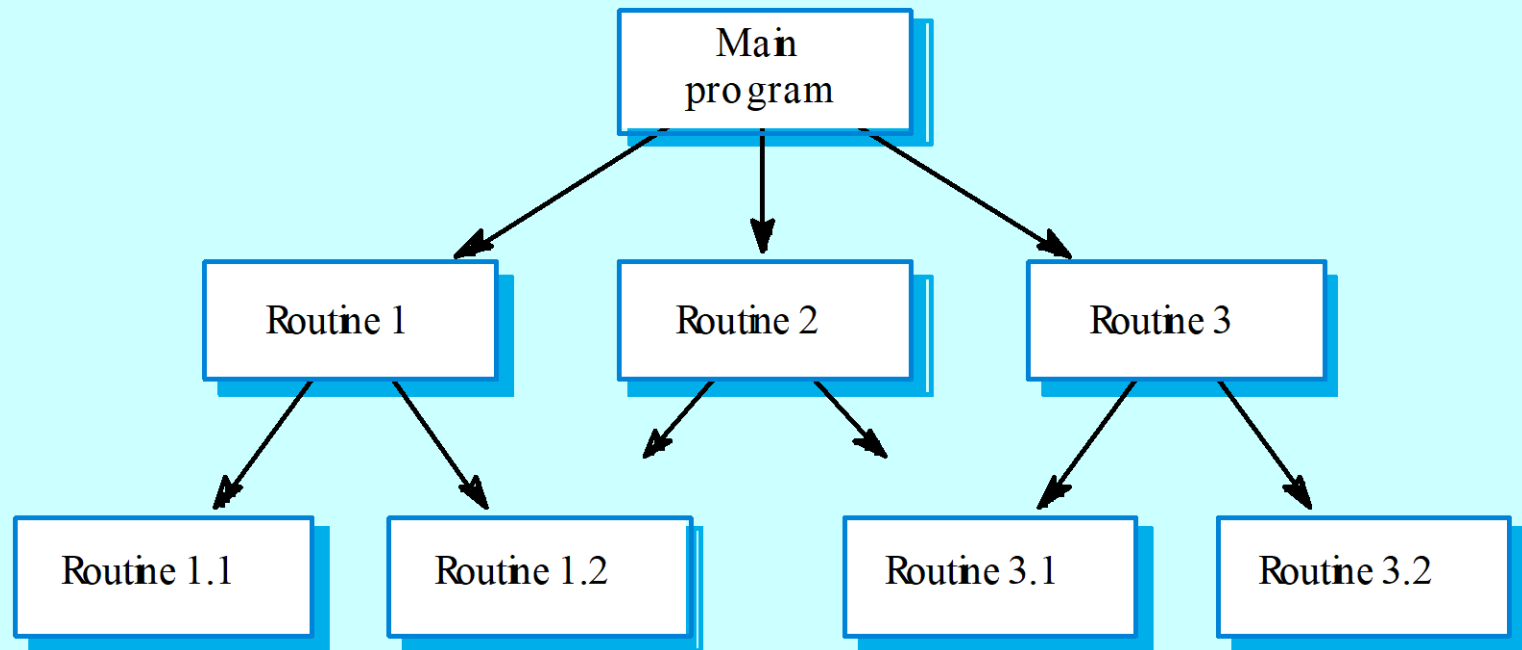 Main
program
Routine 1
Routine 2
Routine 3
Routine 1.1
Routine 1.2
Routine 3.1
Routine 3.2